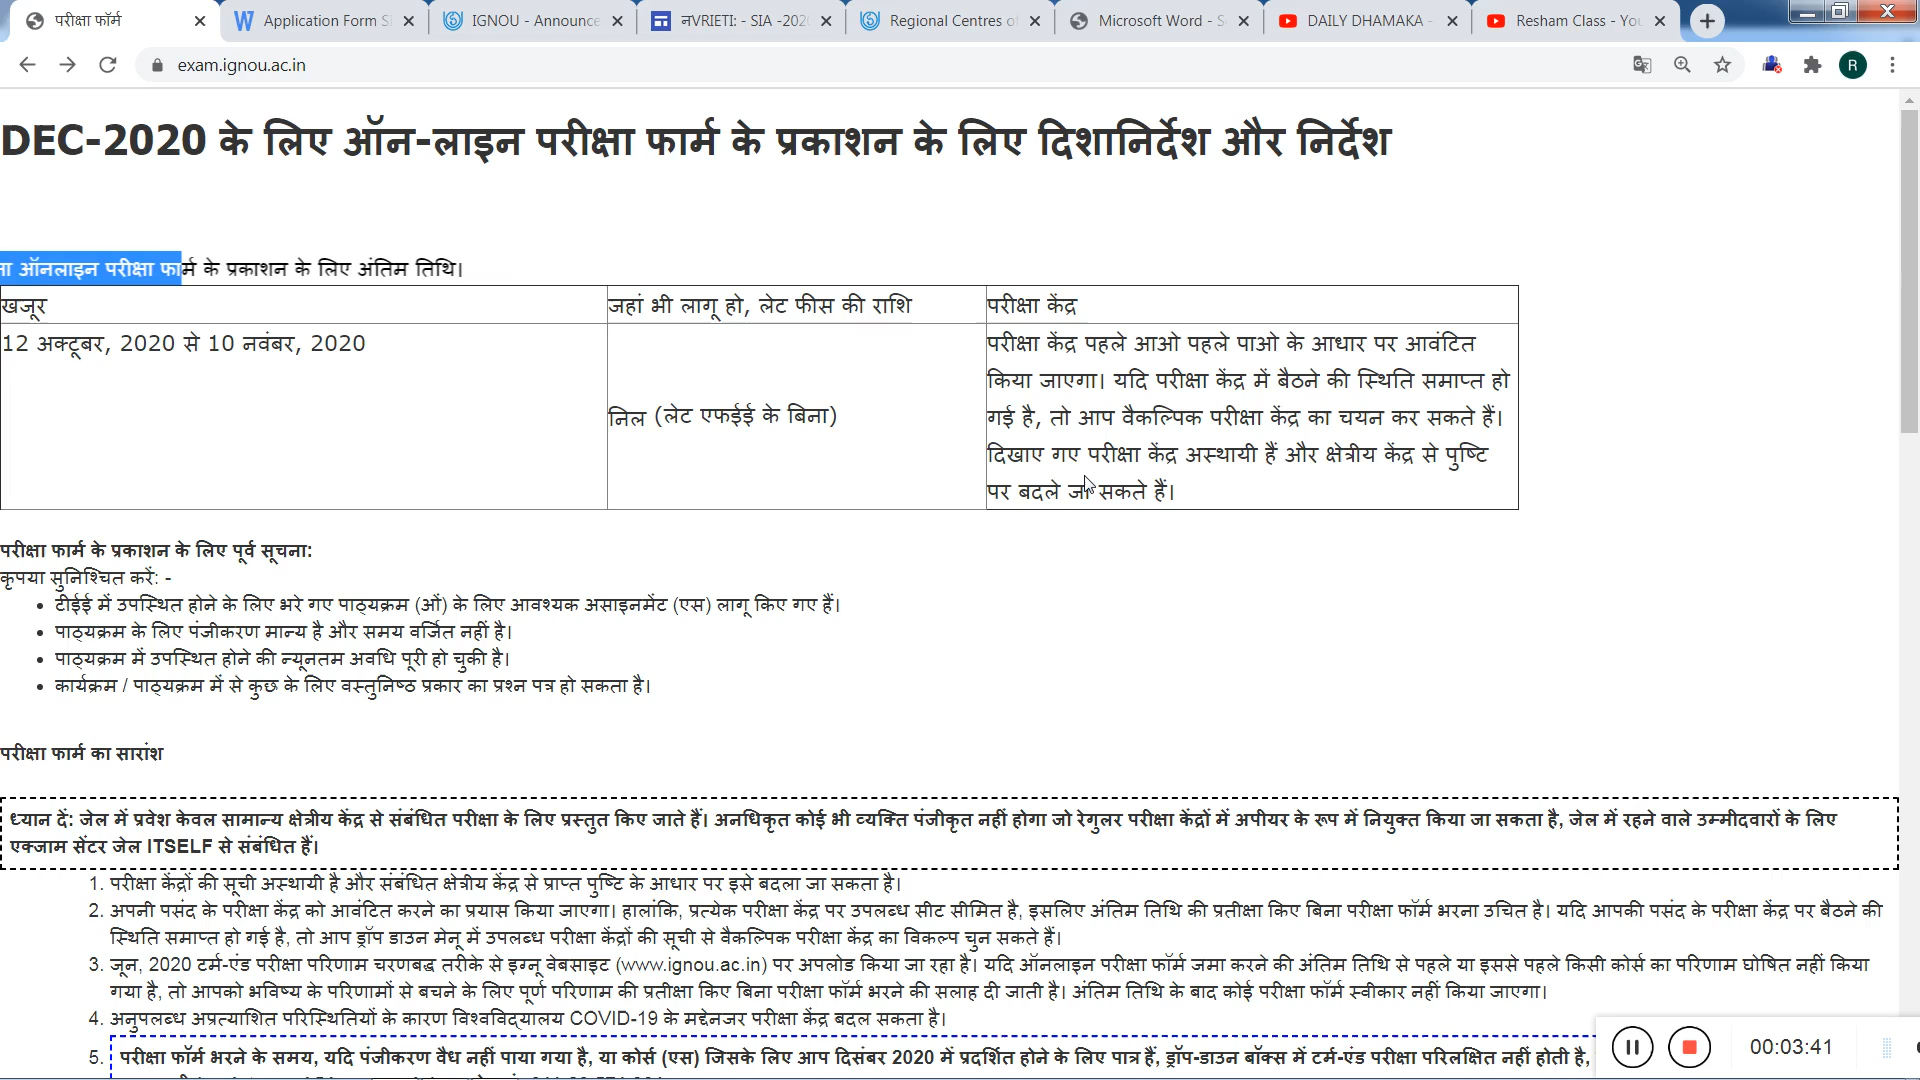 परीक्षा फॉर्म
Application Form S
IGNOU - Announce
नVRIETI: - SIA -202
Regional Centres o
Microsoft Word - S
DAILY DHAMAKA -
Resham Class - You
exam.ignou.ac.in
R
DEC-2020 के लिए ऑन-लाइन परीक्षा फार्म के प्रकाशन के लिए दिशानिर्देश और निर्देश
ऑनलाइन परीक्षा फार्म के प्रकाशन के लिए अंतिम तिथि।
खजूर
जहां भी लागू हो, लेट फीस की राशि
परीक्षा केंद्र
12 अक्टूबर, 2020 से 10 नवंबर, 2020
निल (लेट एफईई के बिना)
परीक्षा केंद्र पहले आओ पहले पाओ के आधार पर आवंटित
किया जाएगा। यदि परीक्षा केंद्र में बैठने की स्थिति समाप्त हो
गई है, तो आप वैकल्पिक परीक्षा केंद्र का चयन कर सकते हैं।
दिखाए गए परीक्षा केंद्र अस्थायी हैं और क्षेत्रीय केंद्र से पुष्टि
पर बदले जा सकते हैं।
परीक्षा फार्म के प्रकाशन के लिए पूर्व सूचना:
कृपया सुनिश्चित करें: -
टीईई में उपस्थित होने के लिए भरे गए पाठ्यक्रम (ओं) के लिए आवश्यक असाइनमेंट (एस) लागू किए गए हैं।
पाठ्यक्रम के लिए पंजीकरण मान्य है और समय वर्जित नहीं है।
पाठ्यक्रम में उपस्थित होने की न्यूनतम अवधि पूरी हो चुकी है।
कार्यक्रम / पाठ्यक्रम में से कुछ के लिए वस्तुनिष्ठ प्रकार का प्रश्न पत्र हो सकता है।
परीक्षा फार्म का सारांश
ध्यान दें: जेल में प्रवेश केवल सामान्य क्षेत्रीय केंद्र से संबंधित परीक्षा के लिए प्रस्तुत किए जाते हैं। अनधिकृत कोई भी व्यक्ति पंजीकृत नहीं होगा जो रेगुलर परीक्षा केंद्रों में अपीयर के रूप में नियुक्त किया जा सकता है, जेल में रहने वाले उम्मीदवारों के लिए
एक्जाम सेंटर जेल ITSELF से संबंधित हैं।
1. परीक्षा केंद्रों की सूची अस्थायी है और संबंधित क्षेत्रीय केंद्र से प्राप्त पुष्टि के आधार पर इसे बदला जा सकता है।
2. अपनी पसंद के परीक्षा केंद्र को आवंटित करने का प्रयास किया जाएगा। हालांकि, प्रत्येक परीक्षा केंद्र पर उपलब्ध सीट सीमित है, इसलिए अंतिम तिथि की प्रतीक्षा किए बिना परीक्षा फॉर्म भरना उचित है। यदि आपकी पसंद के परीक्षा केंद्र पर बैठने की
स्थिति समाप्त हो गई है, तो आप ड्रॉप डाउन मेनू में उपलब्ध परीक्षा केंद्रों की सूची से वैकल्पिक परीक्षा केंद्र का विकल्प चुन सकते हैं।
3. जून, 2020 टर्म-एंड परीक्षा परिणाम चरणबद्ध तरीके से इग्नू वेबसाइट (www.ignou.ac.in) पर अपलोड किया जा रहा है। यदि ऑनलाइन परीक्षा फॉर्म जमा करने की अंतिम तिथि से पहले या इससे पहले किसी कोर्स का परिणाम घोषित नहीं किया
गया है, तो आपको भविष्य के परिणामों से बचने के लिए पूर्ण परिणाम की प्रतीक्षा किए बिना परीक्षा फॉर्म भरने की सलाह दी जाती है। अंतिम तिथि के बाद कोई परीक्षा फॉर्म स्वीकार नहीं किया जाएगा।
4. अनुपलब्ध अप्रत्याशित परिस्थितियों के कारण विश्वविद्यालय COVID-19 के मद्देनजर परीक्षा केंद्र बदल सकता है।
5. परीक्षा फॉर्म भरने के समय, यदि पंजीकरण वैध नहीं पाया गया है, या कोर्स (एस) जिसके लिए आप दिसंबर 2020 में प्रदर्शित होने के लिए पात्र हैं, ड्रॉप-डाउन बॉक्स में टर्म-एंड परीक्षा परिलक्षित नहीं होती है,
00:03:41